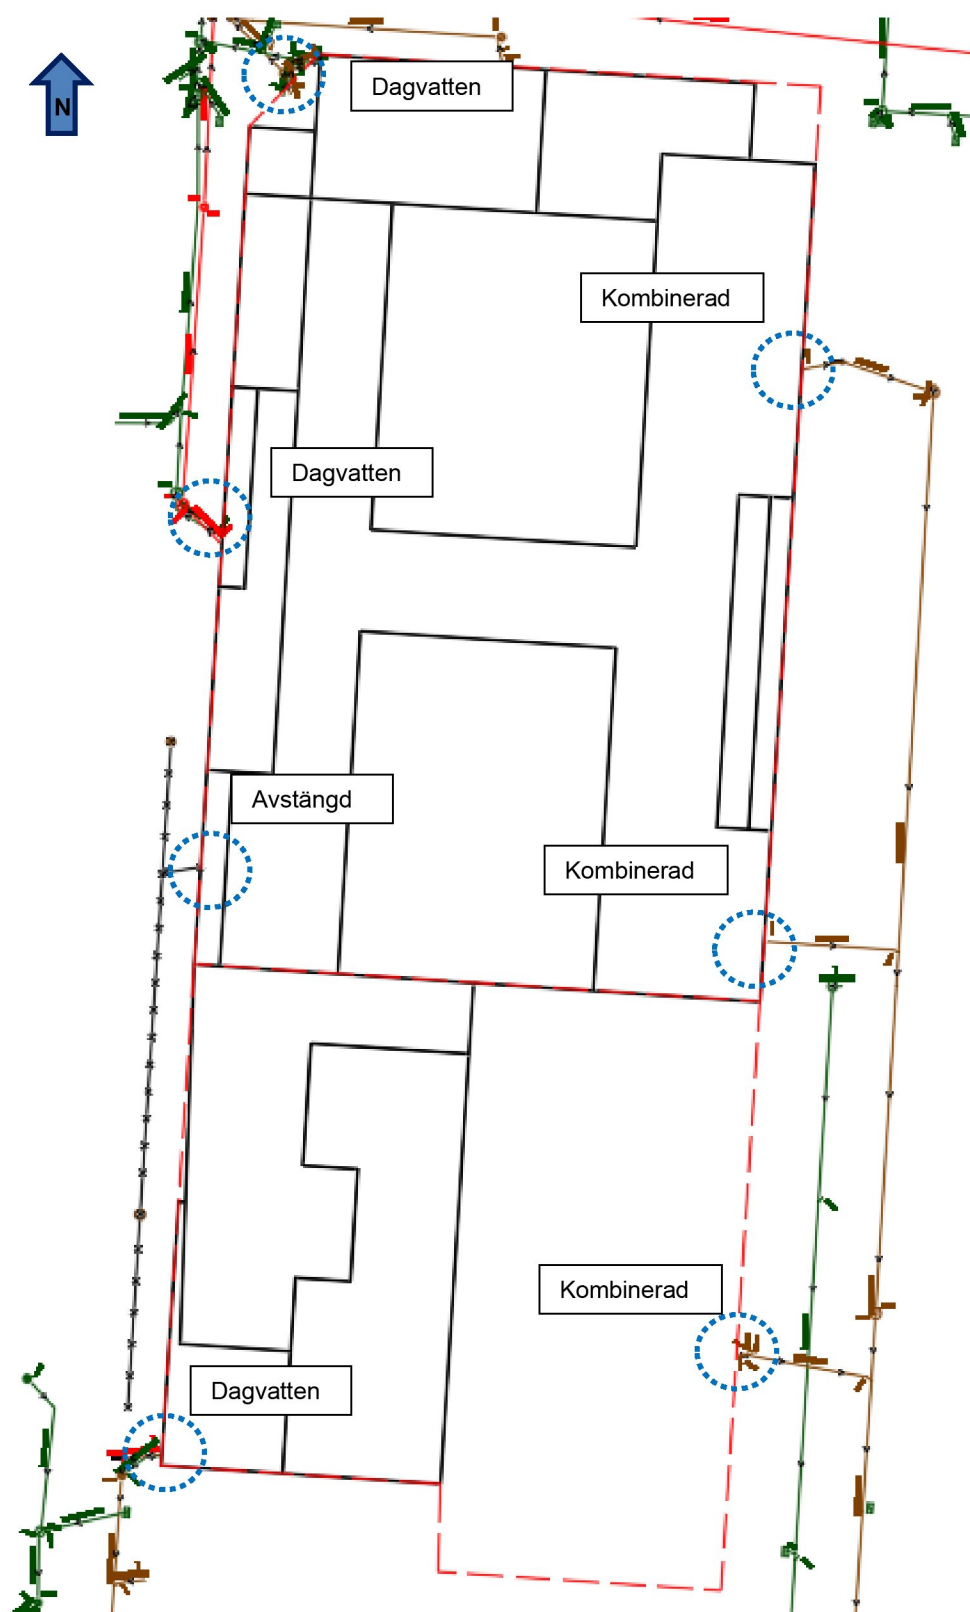 N
Dagvatten
Kombinerad
Dagvatten
Avstängd
Kombinerad
Kombinerad
Dagvatten